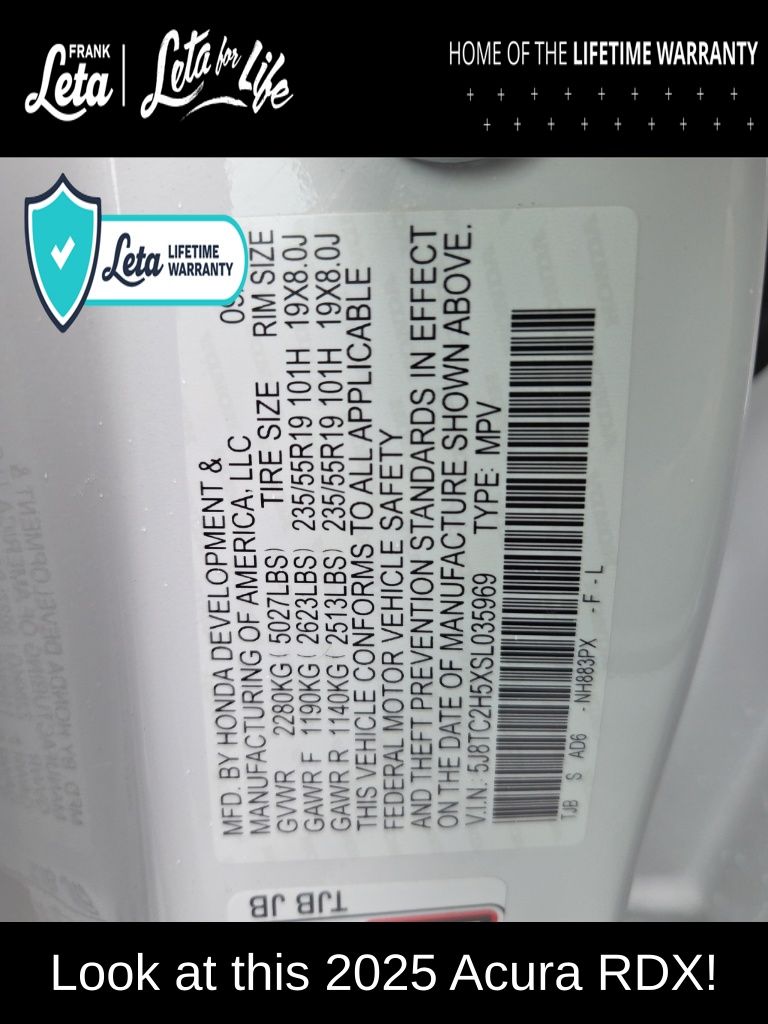 FRANK
Leta
Leta for Life
HOME OF THE LIFETIME WARRANTY
Leta LIFETIME
WARRANTY
MFD. BY HONDA DEVELOPMENT &
MANUFACTURING OF AMERICA, LLC
GVWR 2280KG ( 5027LBS) TIRE SIZE RIM SIZE
GAWR F 1190KG ( 2623LBS) 235/55R19 101H 19X8.0J
GAWR R 1140KG ( 2513LBS) 235/55R19 101H 19X8.0J
THIS VEHICLE CONFORMS TO ALL APPLICABLE
FEDERAL MOTOR VEHICLE SAFETY
AND THEFT PREVENTION STANDARDS IN EFFECT
ON THE DATE OF MANUFACTURE SHOWN ABOVE.
V.I.N.: 5J8TC2H5XSL035969 TYPE: MPV
TJB S AD6 - NH883PX - F - L
TJB JB
Look at this 2025 Acura RDX!